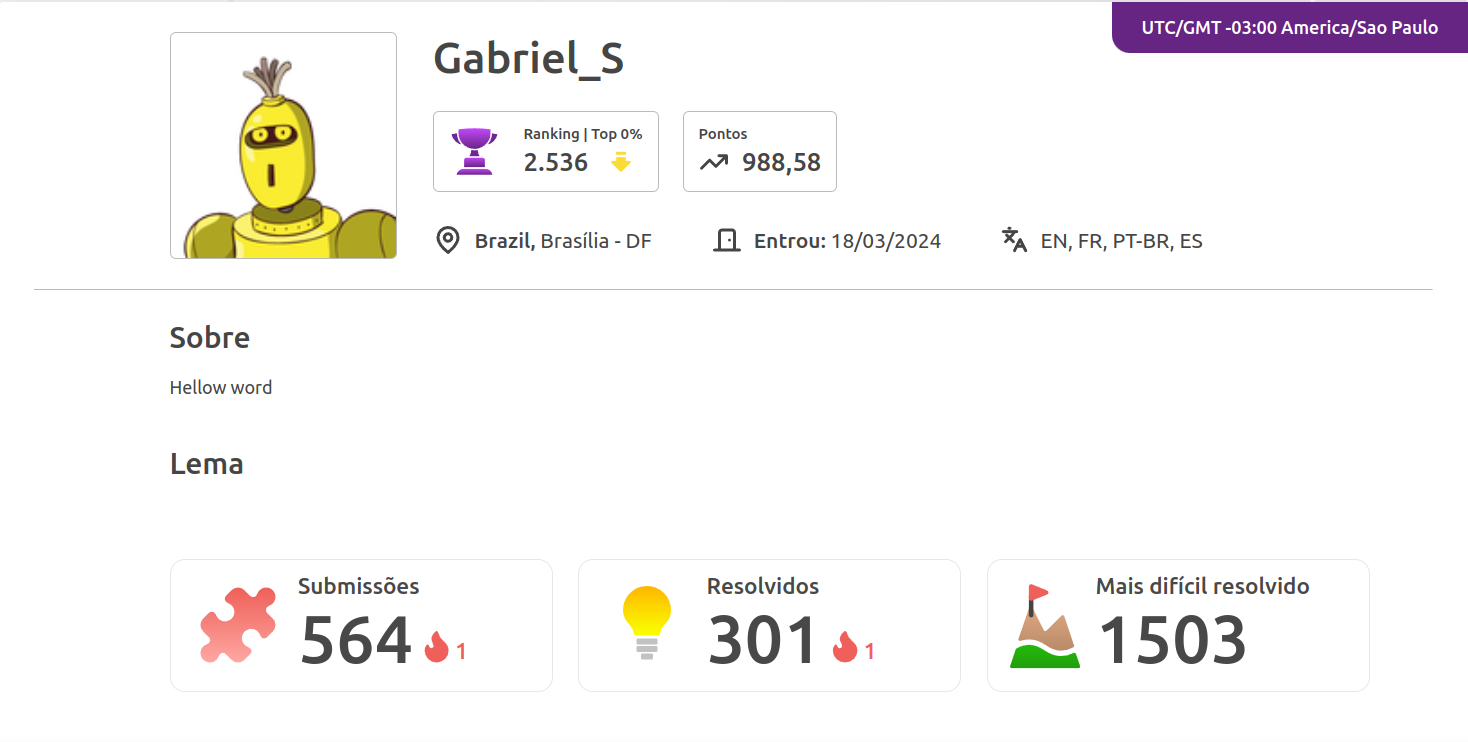 UTC/GMT -03:00 America/Sao Paulo
Gabriel_S
Ranking | Top 0%
2.536
Pontos
988,58
Brazil, Brasília - DF
Entrou: 18/03/2024
EN, FR, PT-BR, ES
Sobre
Hellow word
Lema
Submissões
564 1
Resolvidos
301 1
Mais difícil resolvido
1503